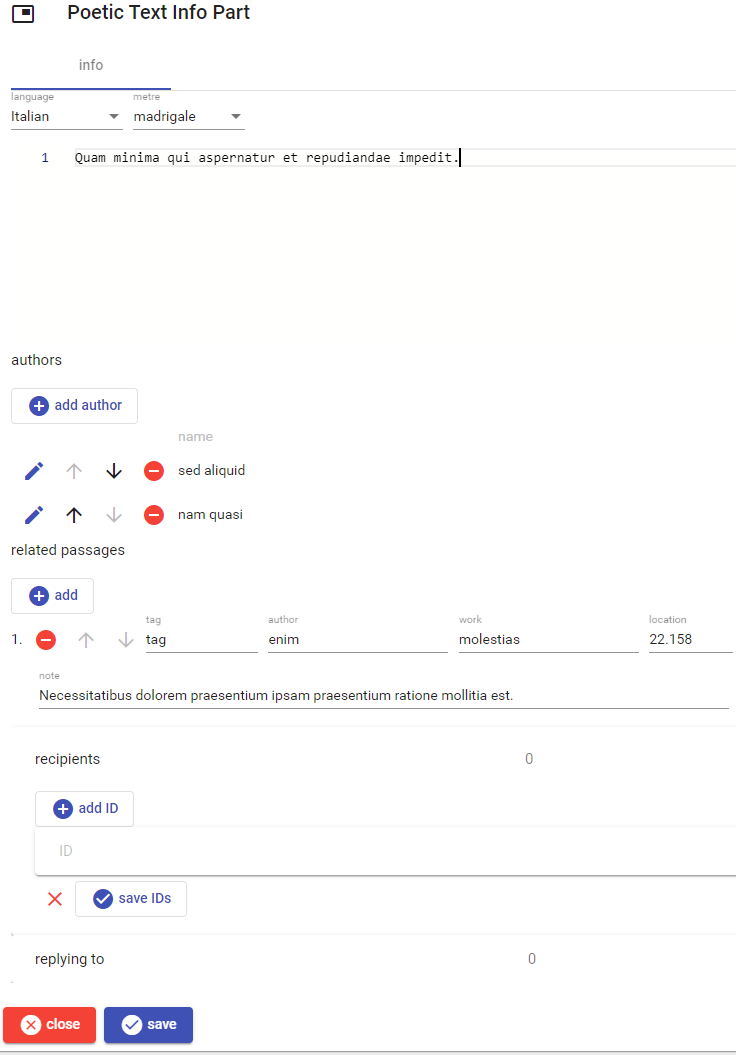 Poetic Text Info Part
info
language metre
Italian madrigale
1 Quam minima qui aspernatur et repudiandae impedit.
authors
add author
name
sed aliquid
nam quasi
related passages
add
tag author work location
1. tag enim molestias 22.158
note
Necessitatibus dolorem praesentium ipsam praesentium ratione mollitia est.
recipients 0
add ID
ID
save IDs
replying to 0
close save